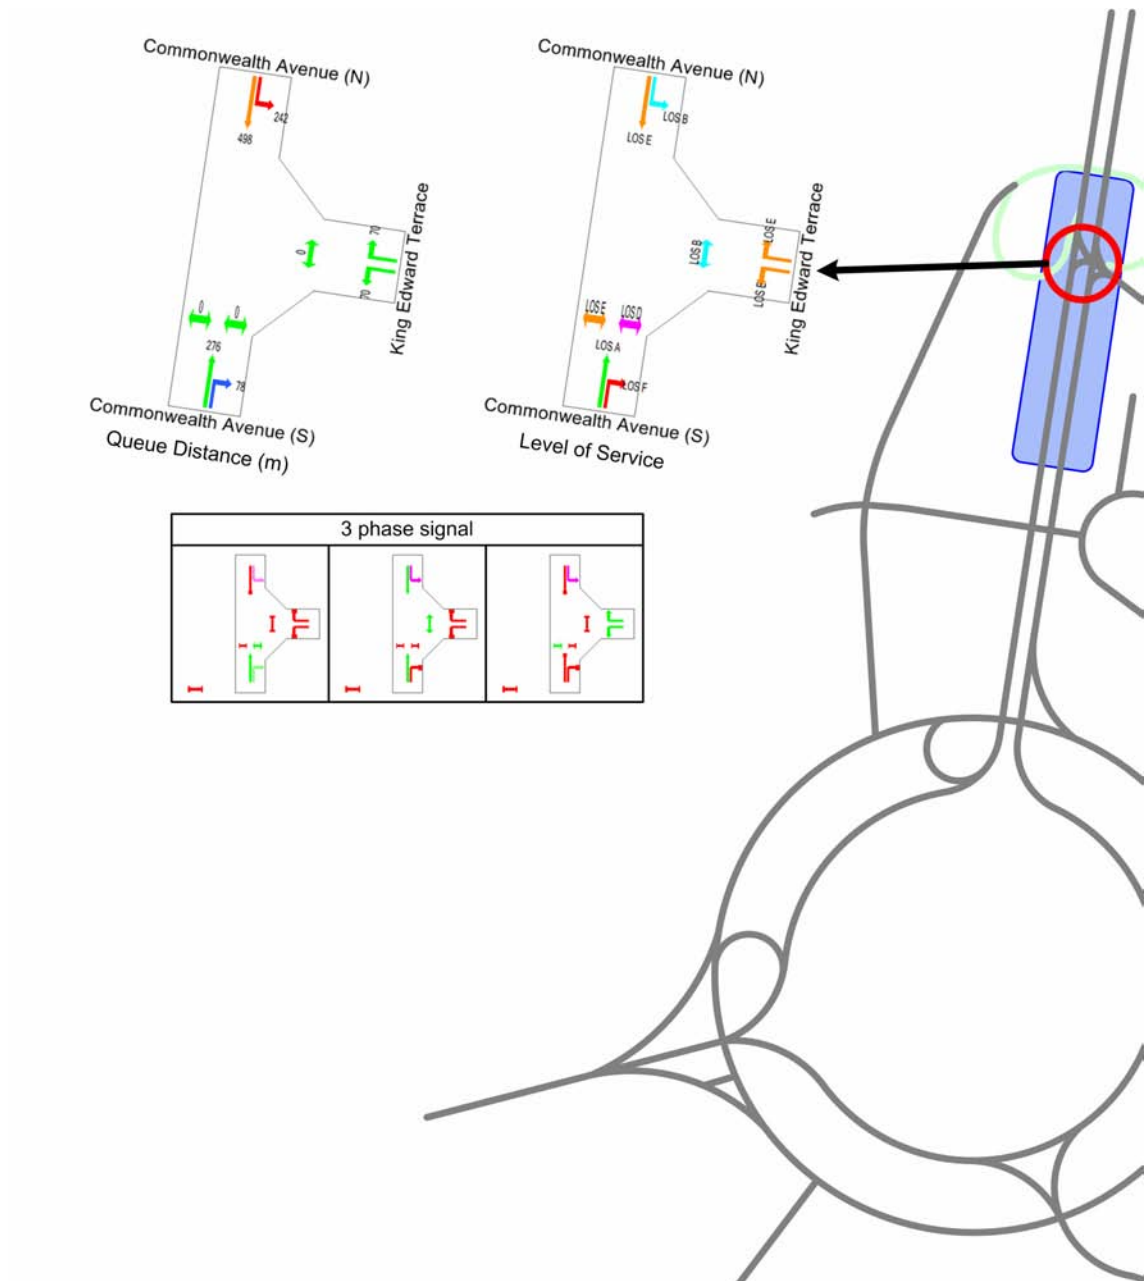 Commonwealth Avenue (N)
242
498
King Edward Terrace
70
0
70
0
0
276
78
Commonwealth Avenue (S)
Queue Distance (m)
Commonwealth Avenue (N)
LOS B
LOS E
King Edward Terrace
LOS E
LOS B
LOS E
LOS E
LOS D
LOS A
LOS F
Commonwealth Avenue (S)
Level of Service
3 phase signal